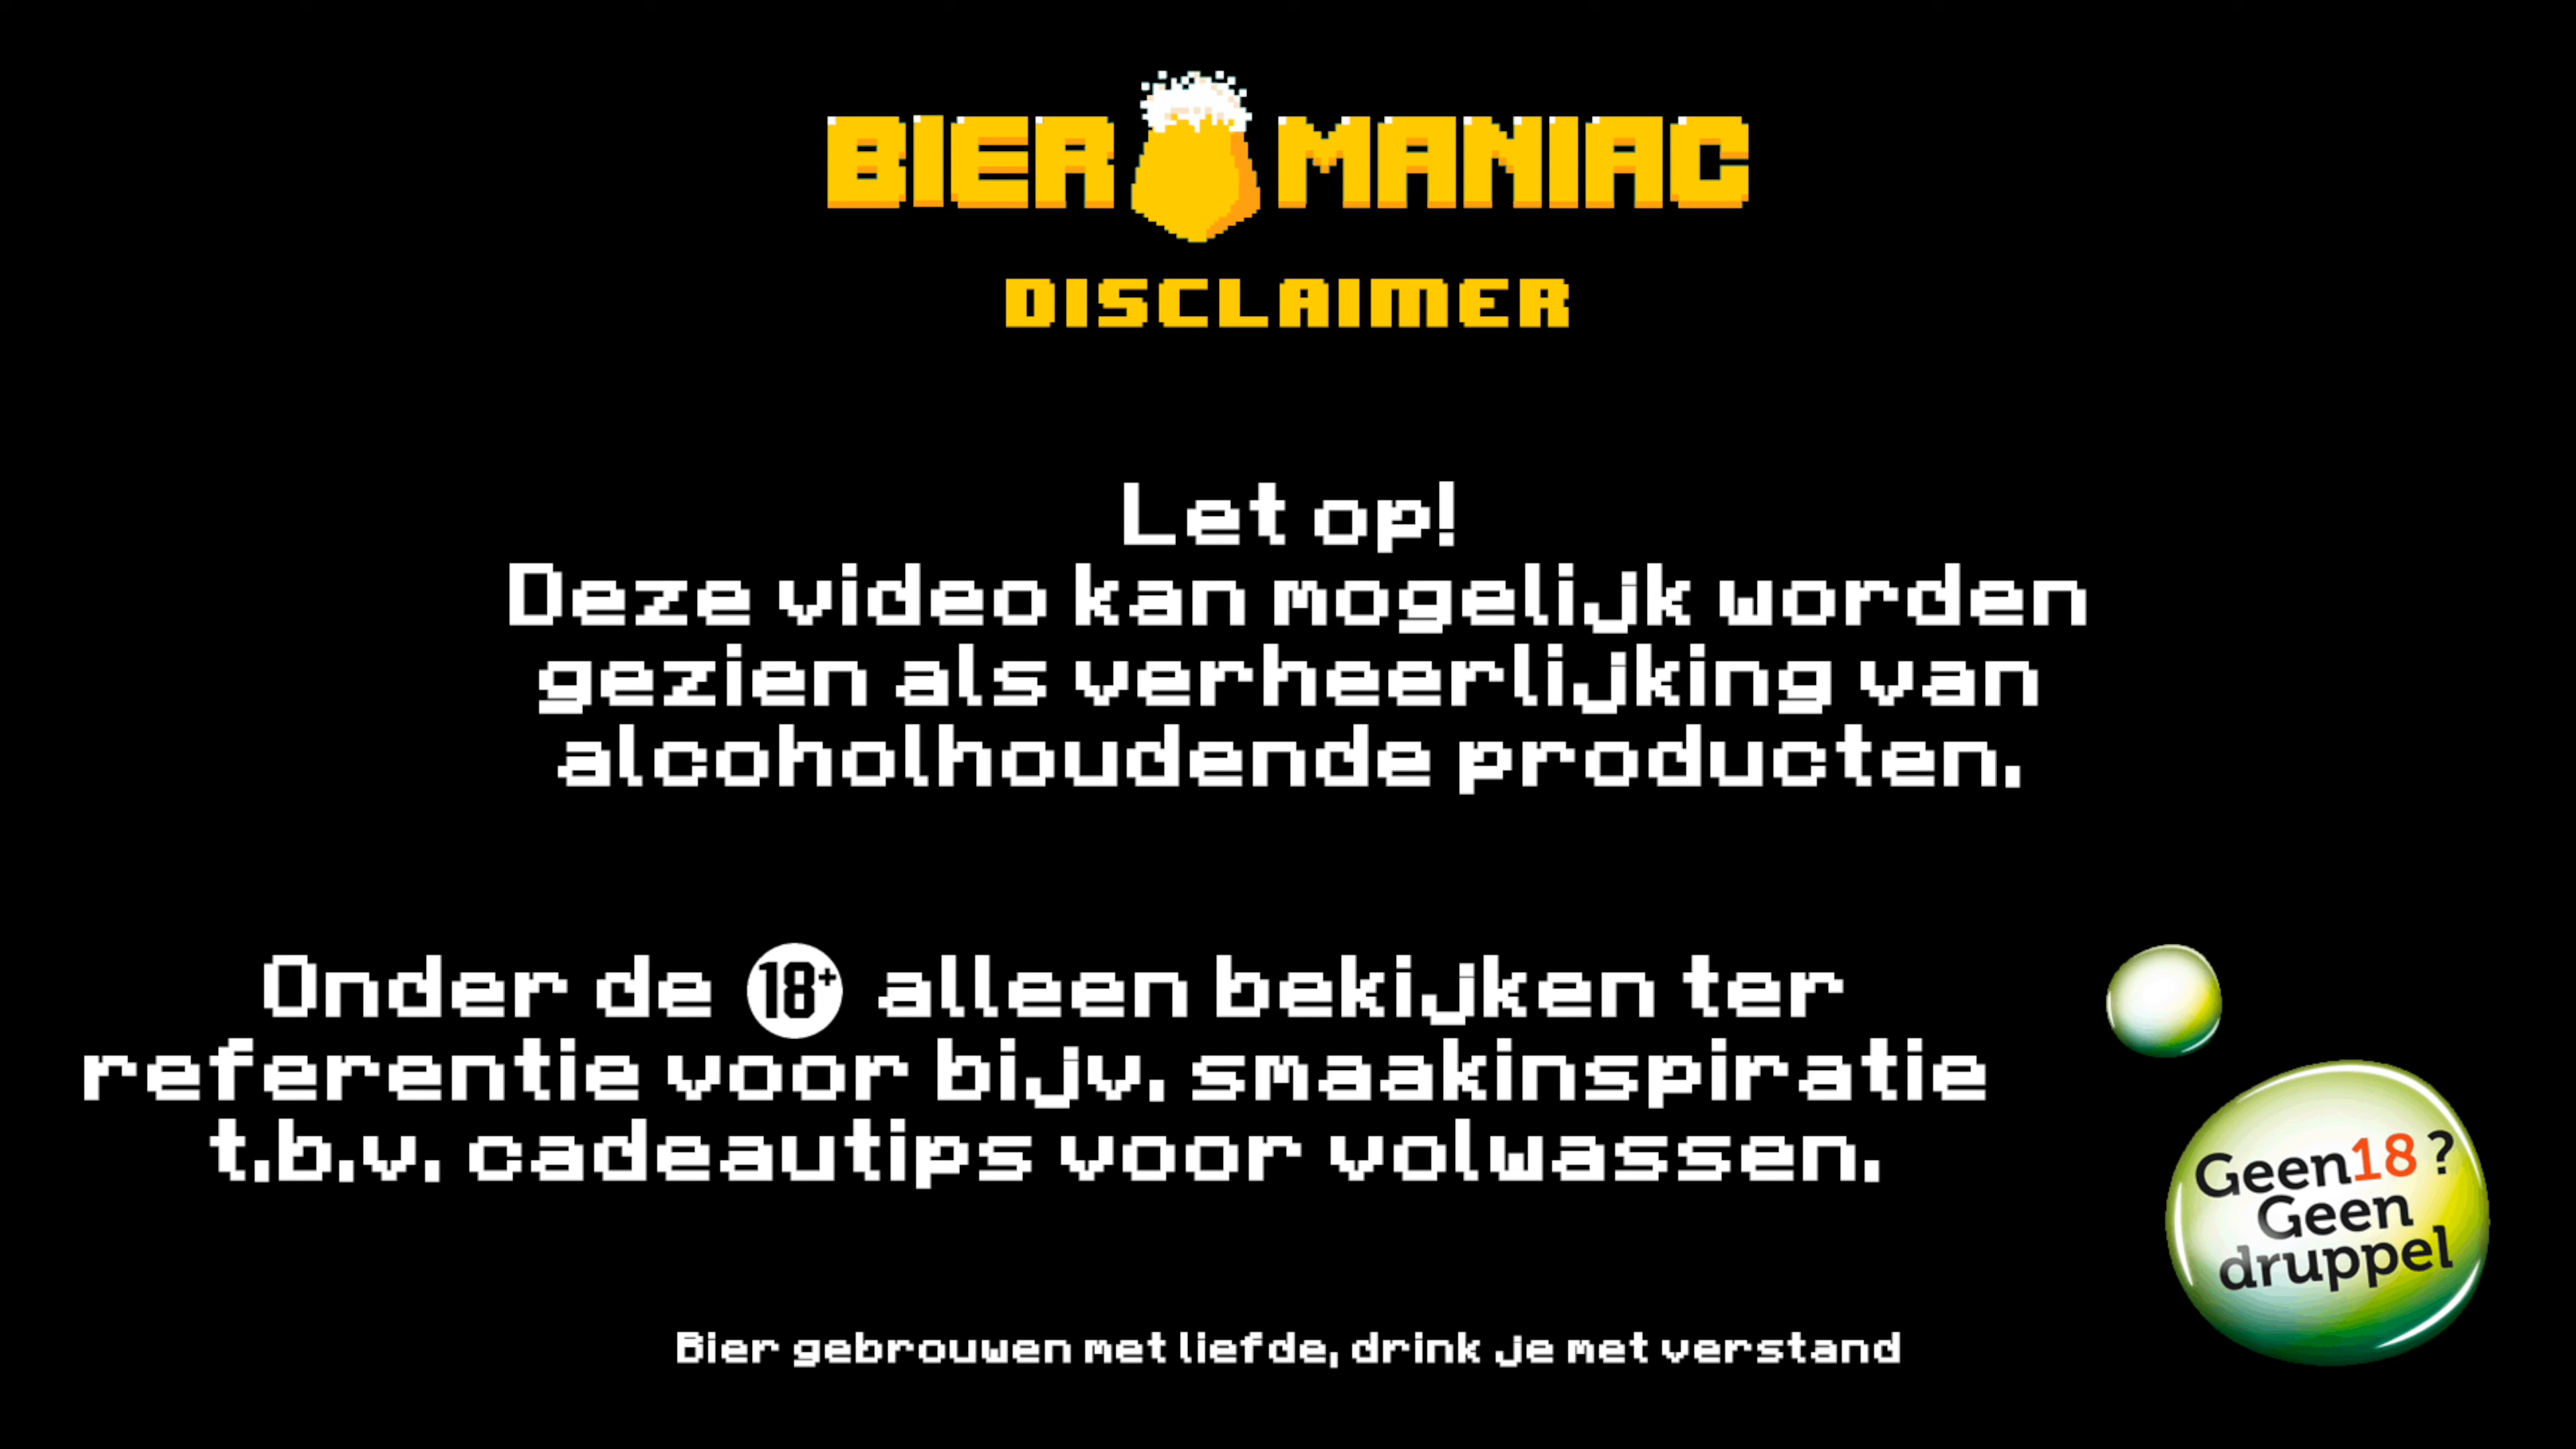 BIER MANIAC
DISCLAIMER
Let op!
Deze video kan mogelijk worden
gezien als verheerlijking van
alcoholhoudende producten.
Onder de 18+ alleen bekijken ter
referentie voor bijv. smaakinspiratie
t.b.v. cadeautips voor volwassen.
Geen18?
Geen
druppel
Bier gebrouwen met liefde, drink je met verstand